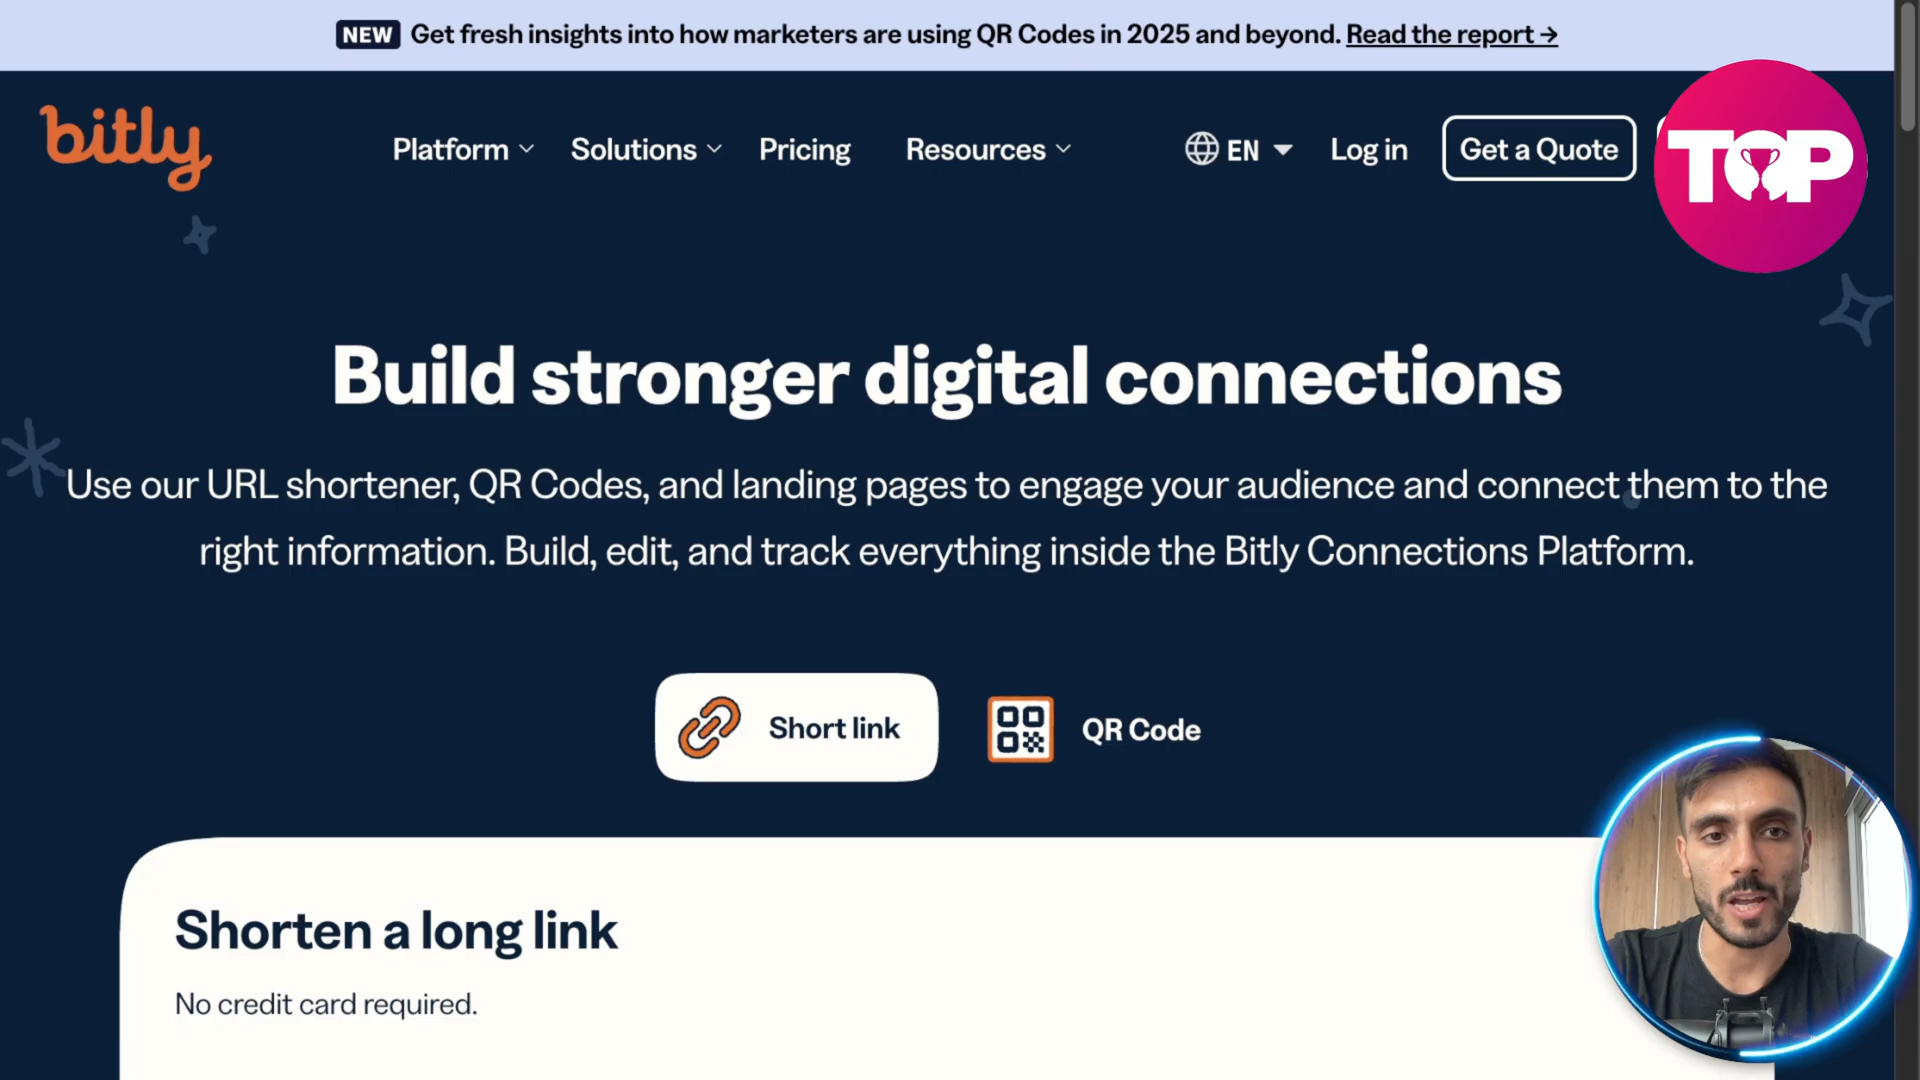 NEW Get fresh insights into how marketers are using QR Codes in 2025 and beyond. Read the report →
bitly
Platform Solutions Pricing Resources EN Log in Get a Quote
TOP
Build stronger digital connections
Use our URL shortener, QR Codes, and landing pages to engage your audience and connect them to the
right information. Build, edit, and track everything inside the Bitly Connections Platform.
Short link QR Code
Shorten a long link
No credit card required.